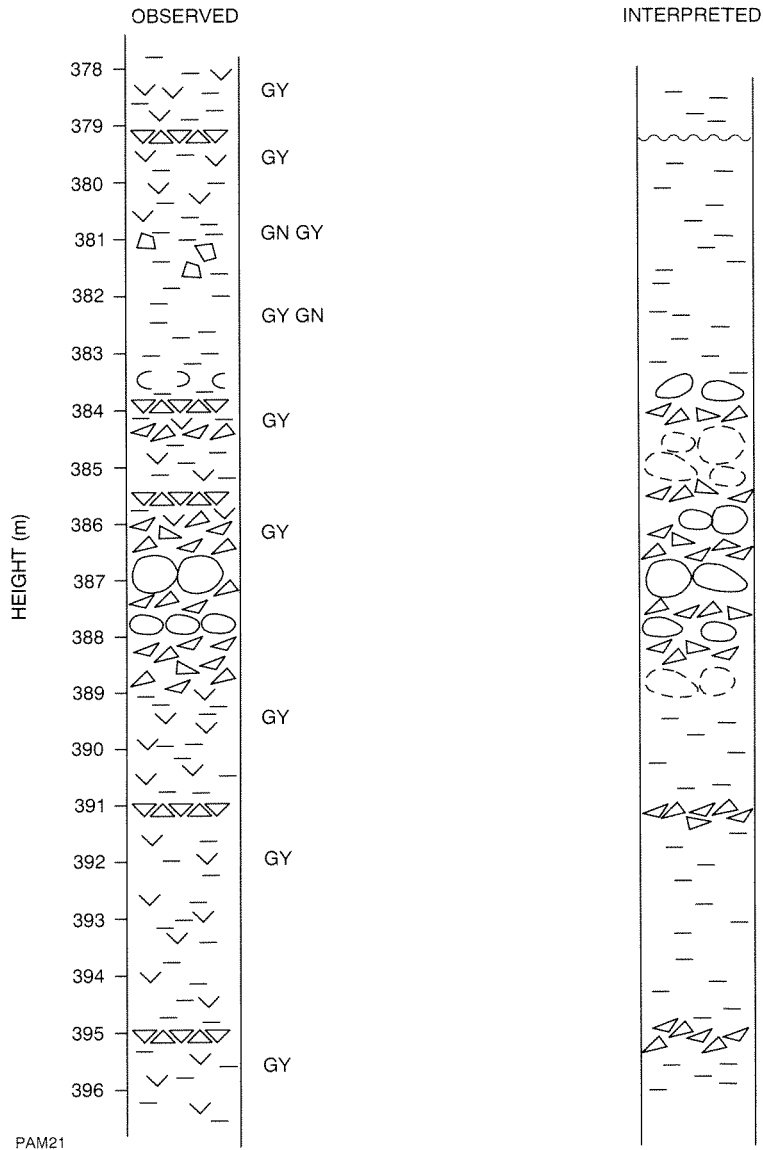 OBSERVED
INTERPRETED
HEIGHT (m)
378
GY
379
GY
380
381
GN GY
382
GY GN
383
384
GY
385
386
GY
387
388
389
GY
390
391
392
GY
393
394
395
GY
396
PAM21